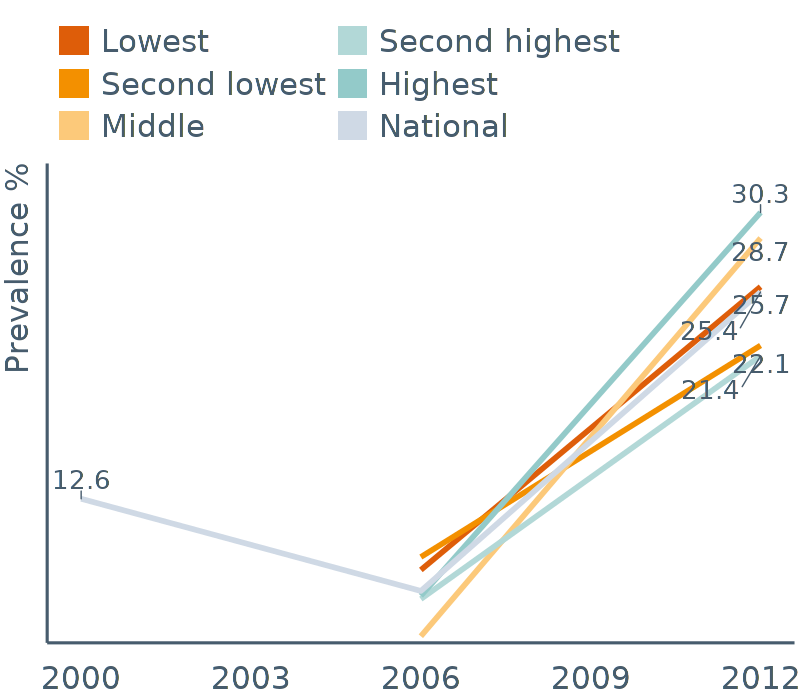 Lowest
Second lowest
Middle
Second highest
Highest
National
Prevalence %
30.3
28.7
25.7
25.4
22.1
21.4
12.6
2000 2003 2006 2009 2012